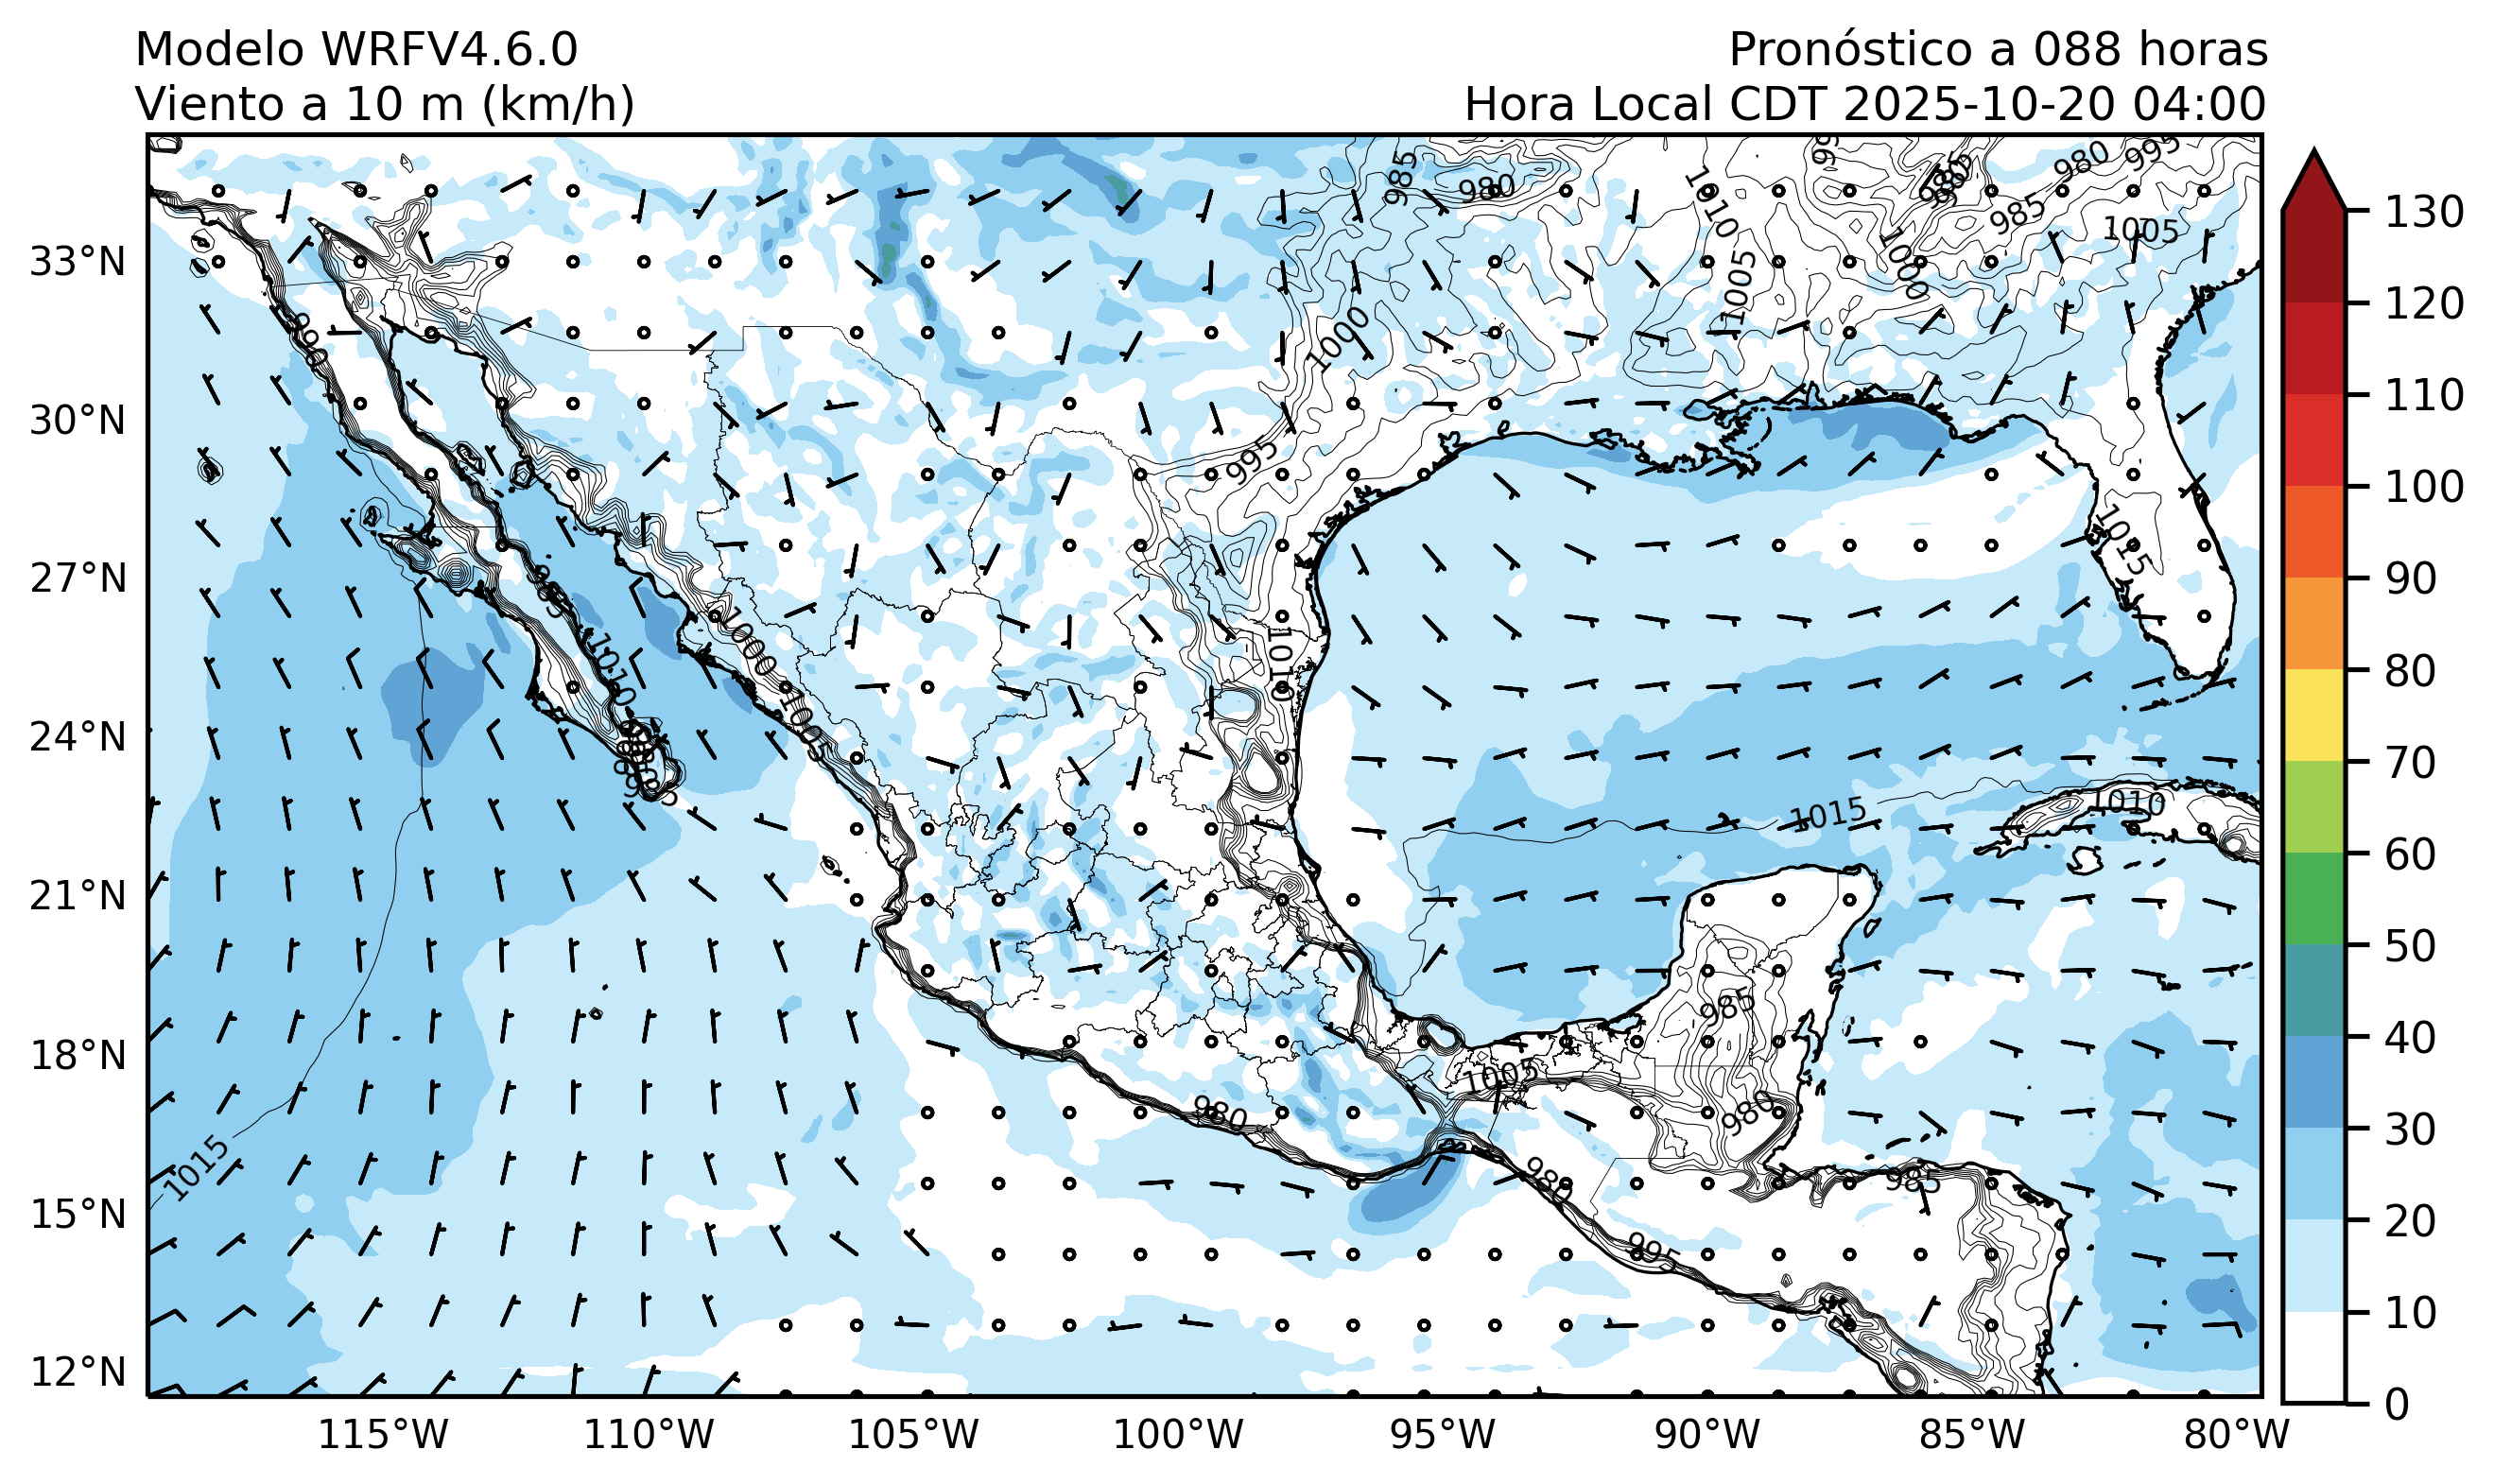 Modelo WRFV4.6.0
Pronóstico a 088 horas
Viento a 10 m (km/h)
Hora Local CDT 2025-10-20 04:00
985
980
980
995
1010
985
1005
33°N
1005
1000
990
1000
30°N
995
1015
27°N
1010
1010
1000
24°N
1005
985
1015
1010
21°N
985
18°N
1005
980
980
1015
980
985
15°N
995
12°N
115°W
110°W
105°W
100°W
95°W
90°W
85°W
80°W
130
120
110
100
90
80
70
60
50
40
30
20
10
0